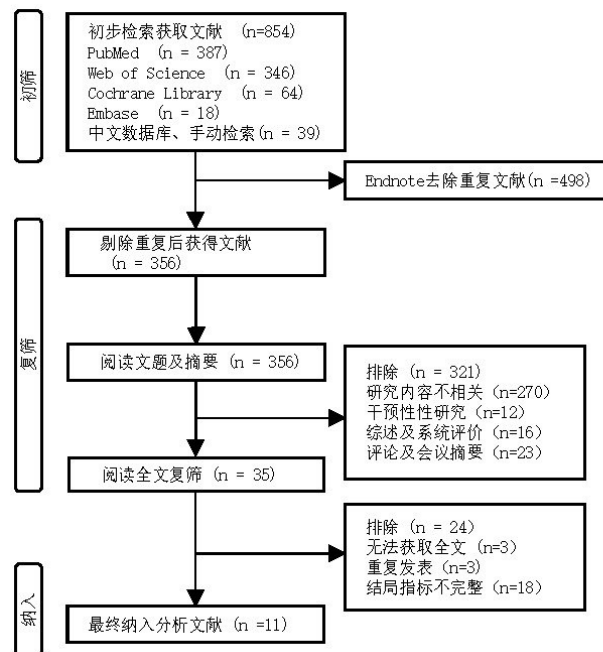 初筛
初步检索获取文献 (n=854)
PubMed (n = 387)
Web of Science (n = 346)
Cochrane Library (n = 64)
Embase (n = 18)
中文数据库、手动检索(n = 39)
Endnote去除重复文献(n =498)
复筛
剔除重复后获得文献
(n = 356)
阅读文题及摘要 (n = 356)
排除 (n = 321)
研究内容不相关 (n=270)
干预性性研究 (n=12)
综述及系统评价 (n=16)
评论及会议摘要 (n=23)
阅读全文复筛 (n = 35)
排除 (n = 24)
无法获取全文 (n=3)
重复发表 (n=3)
结局指标不完整 (n=18)
纳入
最终纳入分析文献 (n =11)